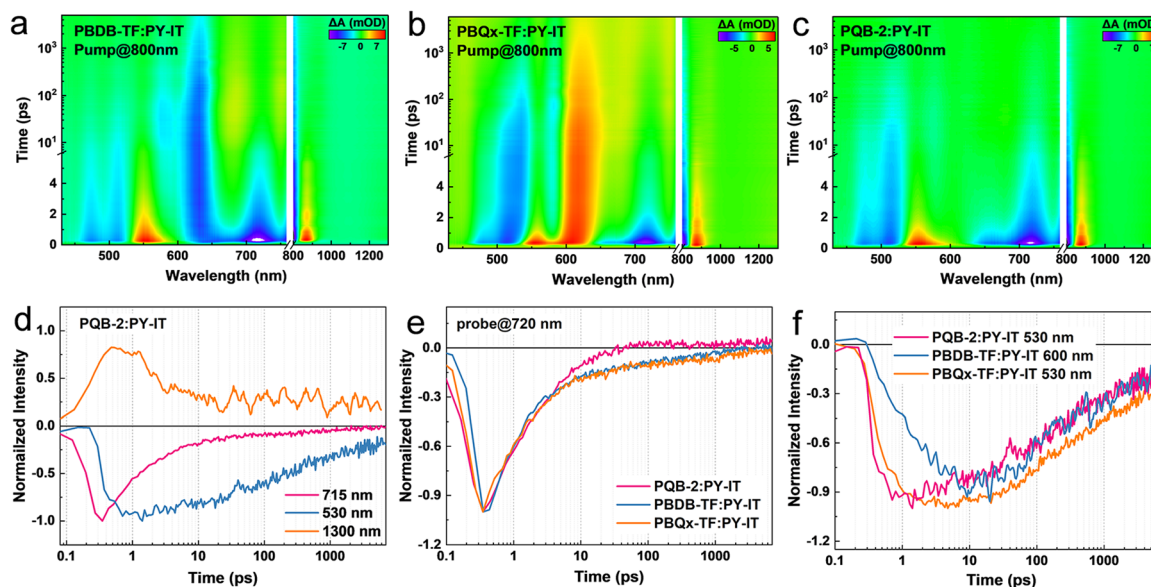 a
PBDB-TF:PY-IT
Pump@800nm
ΔA (mOD)
-7 0 7
10³
10²
10¹
4
2
0
Time (ps)
500 600 700 800 1000 1200
Wavelength (nm)
b
PBQx-TF:PY-IT
Pump@800nm
ΔA (mOD)
-5 0 5
10³
10²
10¹
4
2
0
Time (ps)
500 600 700 800 1000 1200
Wavelength (nm)
c
PQB-2:PY-IT
Pump@800nm
ΔA (mOD)
-7 0
10³
10²
10¹
4
2
0
Time (ps)
500 600 700 800 1000 1200
Wavelength (nm)
d
PQB-2:PY-IT
1.0
0.5
0.0
-0.5
-1.0
Normalized Intensity
715 nm
530 nm
1300 nm
0.1 1 10 100 1000
Time (ps)
e
probe@720 nm
0.0
-0.3
-0.6
-0.9
-1.2
Normalized Intensity
PQB-2:PY-IT
PBDB-TF:PY-IT
PBQx-TF:PY-IT
0.1 1 10 100 1000
Time (ps)
f
PQB-2:PY-IT 530 nm
PBDB-TF:PY-IT 600 nm
PBQx-TF:PY-IT 530 nm
0.0
-0.3
-0.6
-0.9
-1.2
Normalized Intensity
0.1 1 10 100 1000
Time (ps)